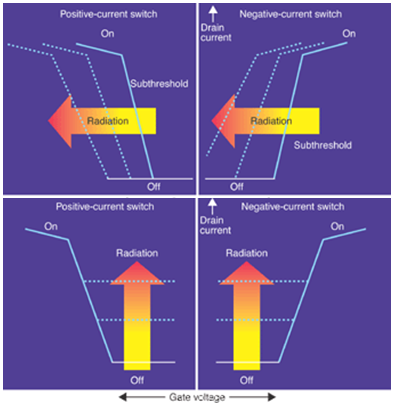 Positive-current switch
On
Subthreshold
Radiation
Off
Drain
current
Negative-current switch
On
Radiation
Subthreshold
Off
Positive-current switch
On
Radiation
Off
Drain
current
Negative-current switch
On
Radiation
Off
Gate voltage